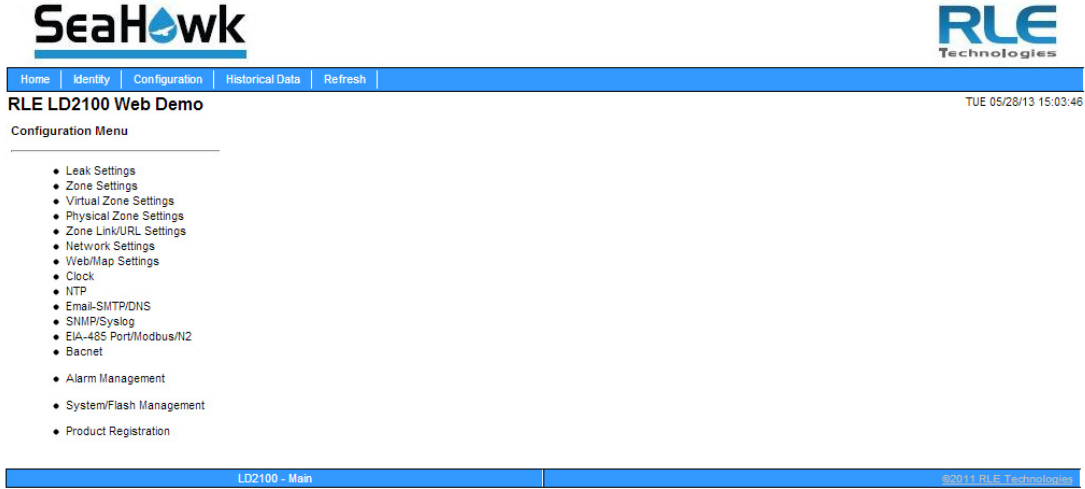 SeaHawk
RLE
Technologies
Home Identity Configuration Historical Data Refresh
RLE LD2100 Web Demo
TUE 05/28/13 15:03:46
Configuration Menu
Leak Settings
Zone Settings
Virtual Zone Settings
Physical Zone Settings
Zone Link/URL Settings
Network Settings
Web/Map Settings
Clock
NTP
Email-SMTP/DNS
SNMP/Syslog
EIA-485 Port/Modbus/N2
Bacnet
Alarm Management
System/Flash Management
Product Registration
LD2100 - Main
©2011 RLE Technologies